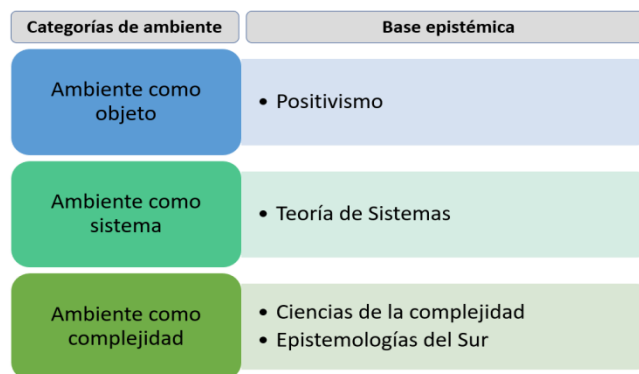 Categorías de ambiente
Base epistémica
Ambiente como
objeto
• Positivismo
Ambiente como
sistema
• Teoría de Sistemas
Ambiente como
complejidad
• Ciencias de la complejidad
• Epistemologías del Sur